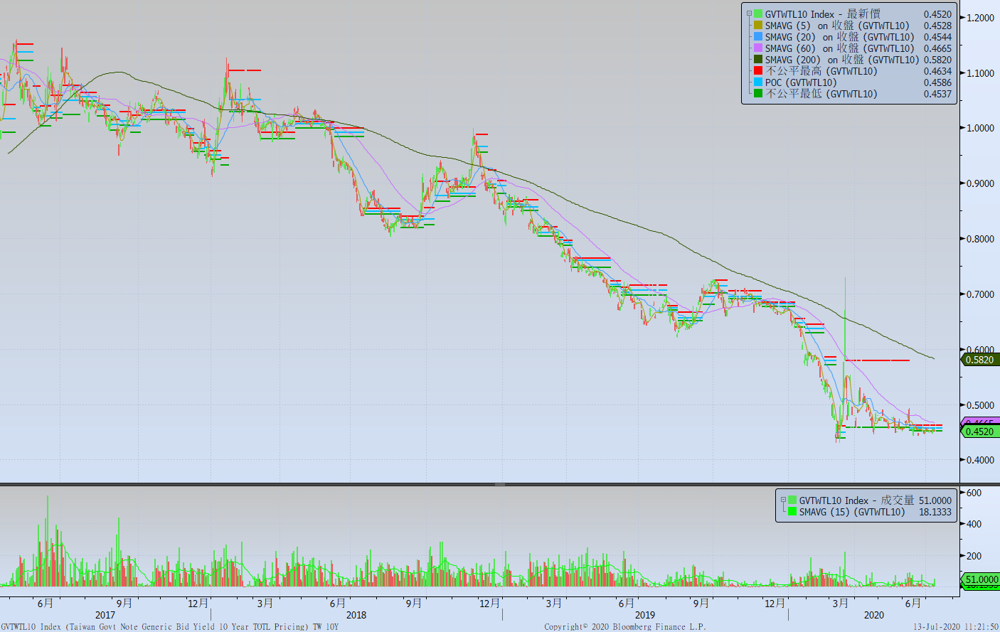 GVTWTL10 Index - 最新價 0.4520
SMAVG (5) on 收盤 (GVTWTL10) 0.4528
SMAVG (20) on 收盤 (GVTWTL10) 0.4544
SMAVG (60) on 收盤 (GVTWTL10) 0.4665
SMAVG (200) on 收盤 (GVTWTL10) 0.5820
不公平最高 (GVTWTL10) 0.4634
POC (GVTWTL10) 0.4586
不公平最低 (GVTWTL10) 0.4537
1.2000
1.1000
1.0000
0.9000
0.8000
0.7000
0.6000
0.5820
0.5000
0.4665
0.4520
0.4000
GVTWTL10 Index - 成交量 51.0000
SMAVG (15) (GVTWTL10) 18.1333
600
400
200
51.0000
18.1333
6月 9月 12月 3月 6月 9月 12月 3月 6月 9月 12月 3月 6月
2017 2018 2019 2020
GVTWTL10 Index (Taiwan Govt Note Generic Bid Yield 10 Year TOTL Pricing) TW 10Y Copyright© 2020 Bloomberg Finance L.P. 13-Jul-2020 11:21:50